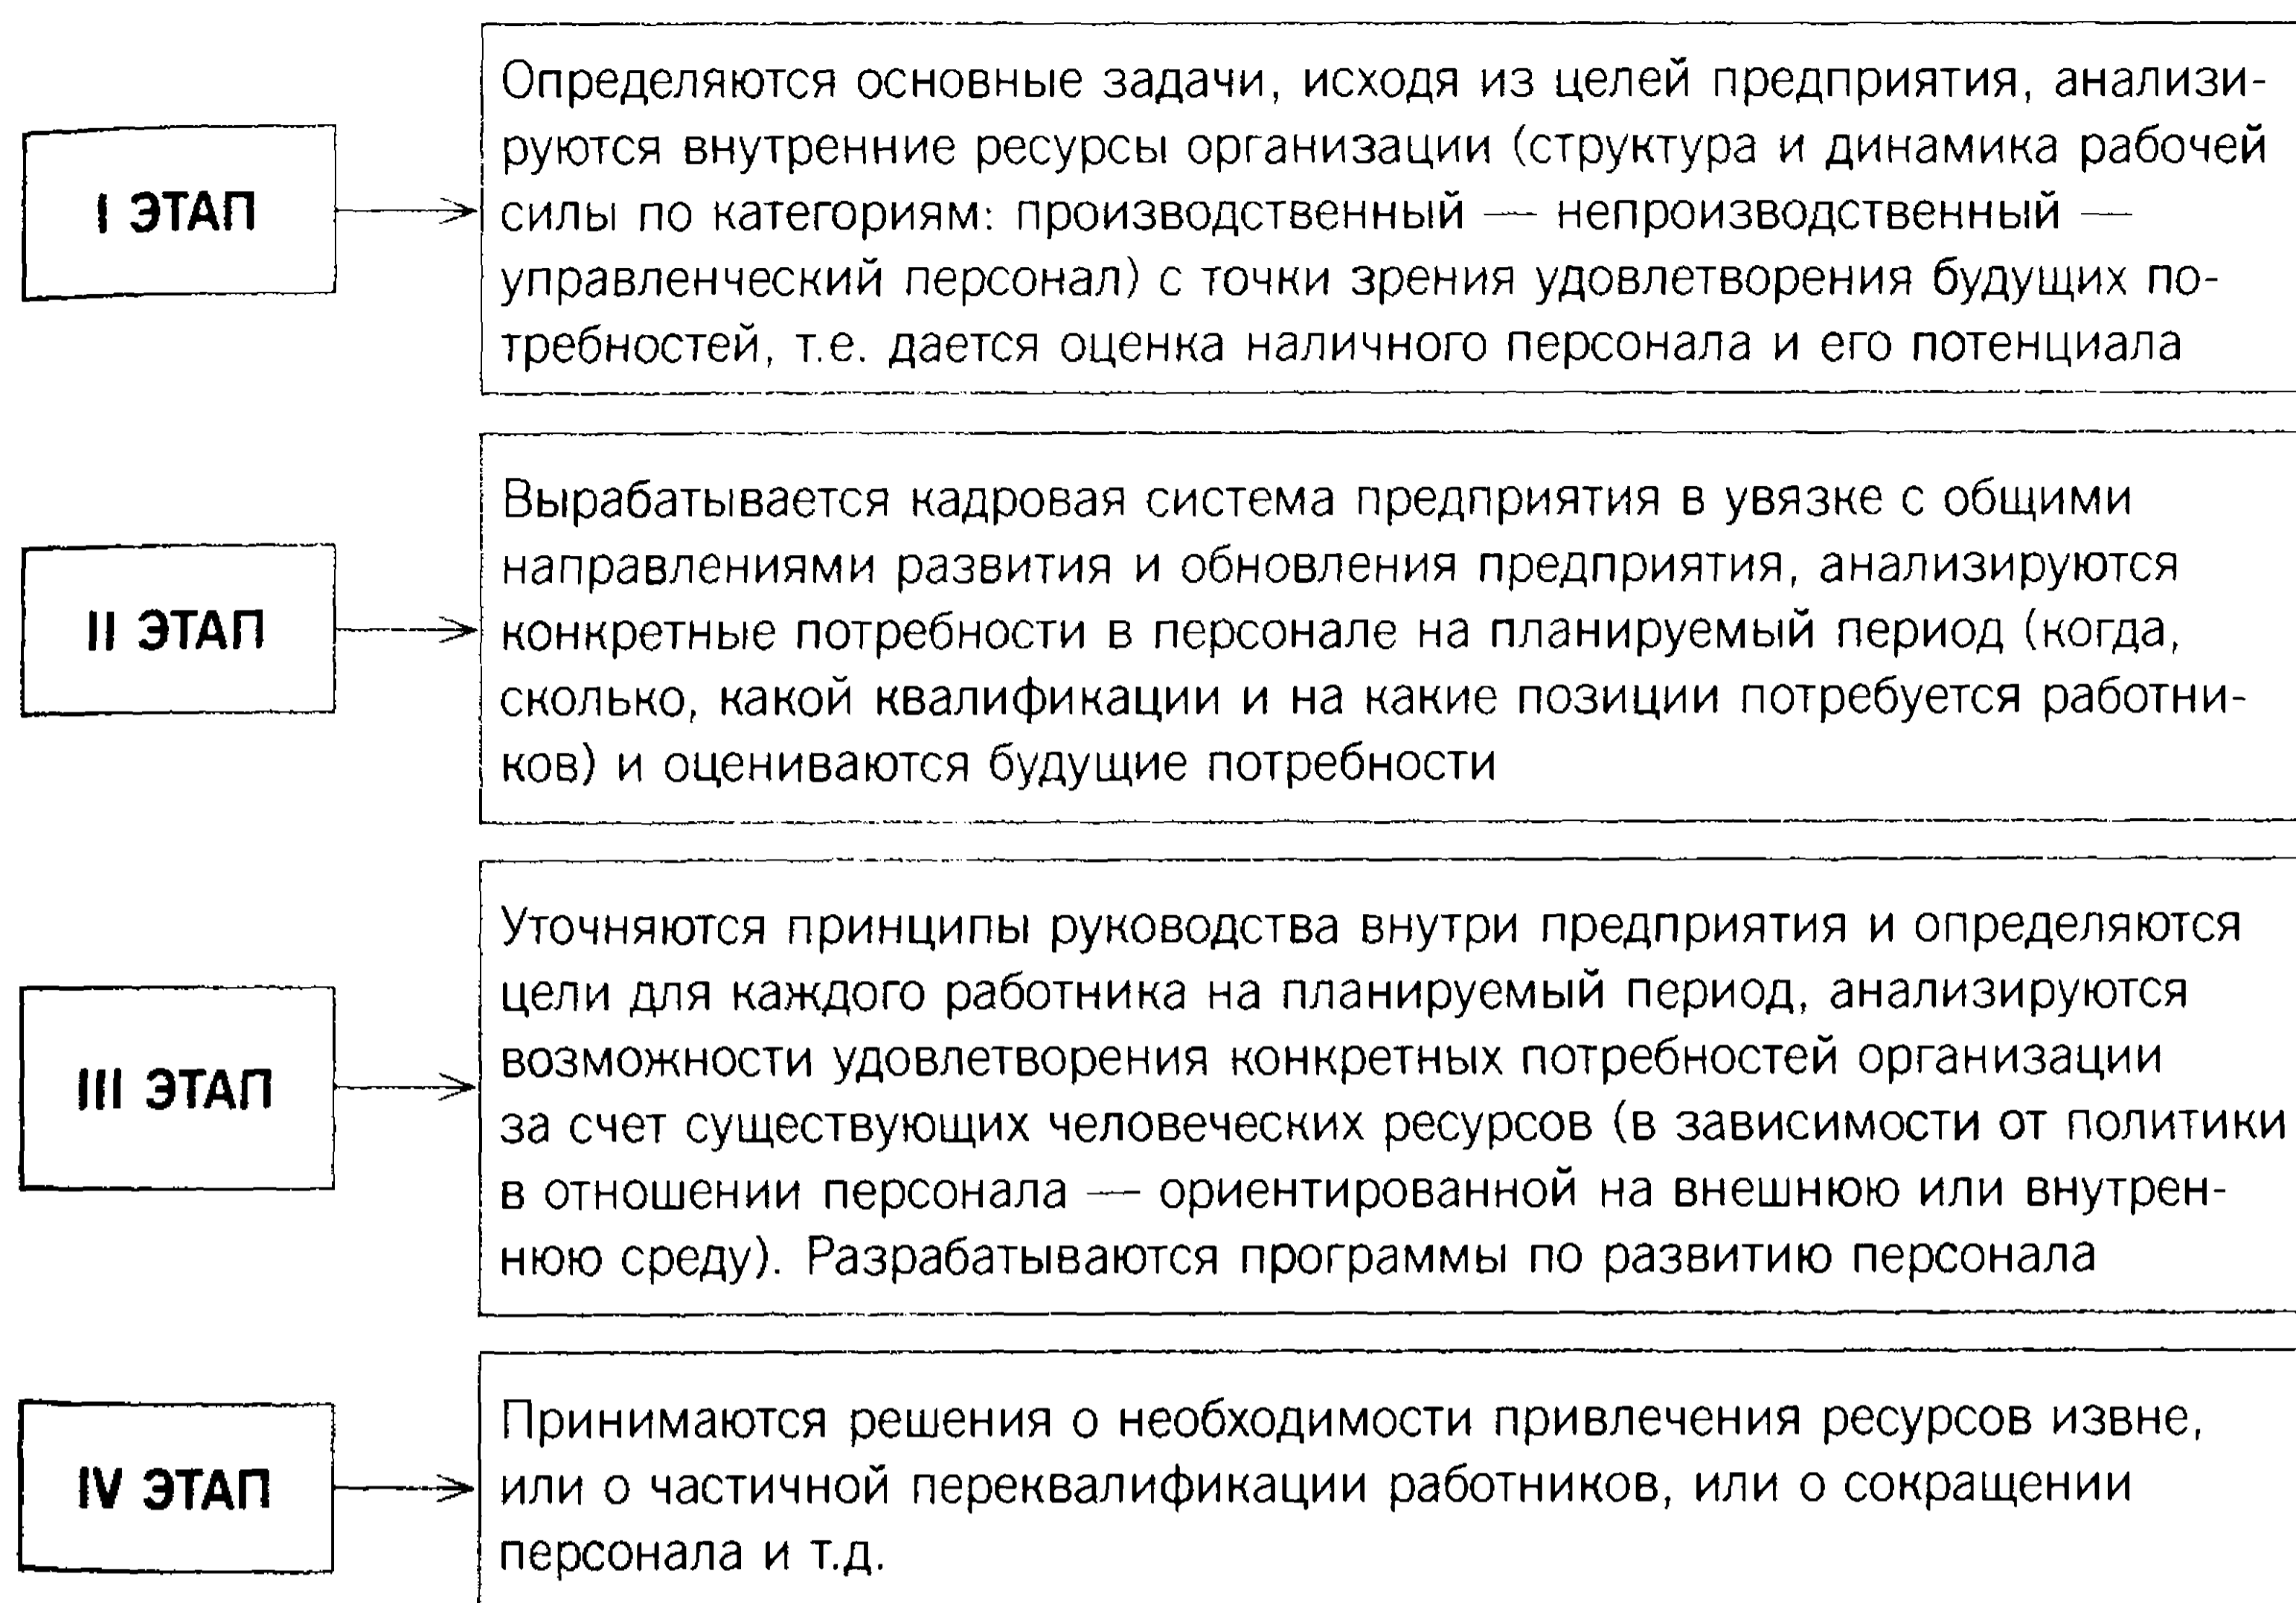 I ЭТАП
Определяются основные задачи, исходя из целей предприятия, анализи-
руются внутренние ресурсы организации (структура и динамика рабочей
силы по категориям: производственный — непроизводственный —
управленческий персонал) с точки зрения удовлетворения будущих по-
требностей, т.е. дается оценка наличного персонала и его потенциала
II ЭТАП
Вырабатывается кадровая система предприятия в увязке с общими
направлениями развития и обновления предприятия, анализируются
конкретные потребности в персонале на планируемый период (когда,
сколько, какой квалификации и на какие позиции потребуется работни-
ков) и оцениваются будущие потребности
III ЭТАП
Уточняются принципы руководства внутри предприятия и определяются
цели для каждого работника на планируемый период, анализируются
возможности удовлетворения конкретных потребностей организации
за счет существующих человеческих ресурсов (в зависимости от политики
в отношении персонала — ориентированной на внешнюю или внутрен-
нюю среду). Разрабатываются программы по развитию персонала
IV ЭТАП
Принимаются решения о необходимости привлечения ресурсов извне,
или о частичной переквалификации работников, или о сокращении
персонала и т.д.